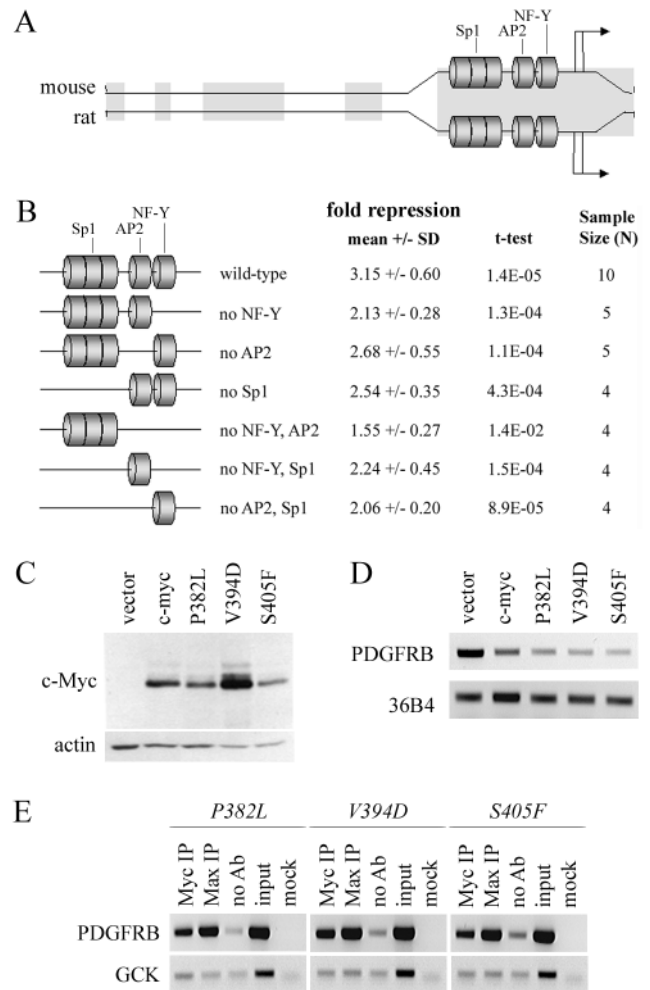 A
Sp1 AP2 NF-Y
mouse
rat
B
Sp1 AP2 NF-Y
fold repression
mean +/- SD t-test Sample Size (N)
wild-type 3.15 +/- 0.60 1.4E-05 10
no NF-Y 2.13 +/- 0.28 1.3E-04 5
no AP2 2.68 +/- 0.55 1.1E-04 5
no Sp1 2.54 +/- 0.35 4.3E-04 4
no NF-Y, AP2 1.55 +/- 0.27 1.4E-02 4
no NF-Y, Sp1 2.24 +/- 0.45 1.5E-04 4
no AP2, Sp1 2.06 +/- 0.20 8.9E-05 4
C
vector c-myc P382L V394D S405F
c-Myc
actin
D
vector c-myc P382L V394D S405F
PDGFRB
36B4
E
P382L V394D S405F
Myc IP Max IP no Ab input mock Myc IP Max IP no Ab input mock Myc IP Max IP no Ab input mock
PDGFRB
GCK